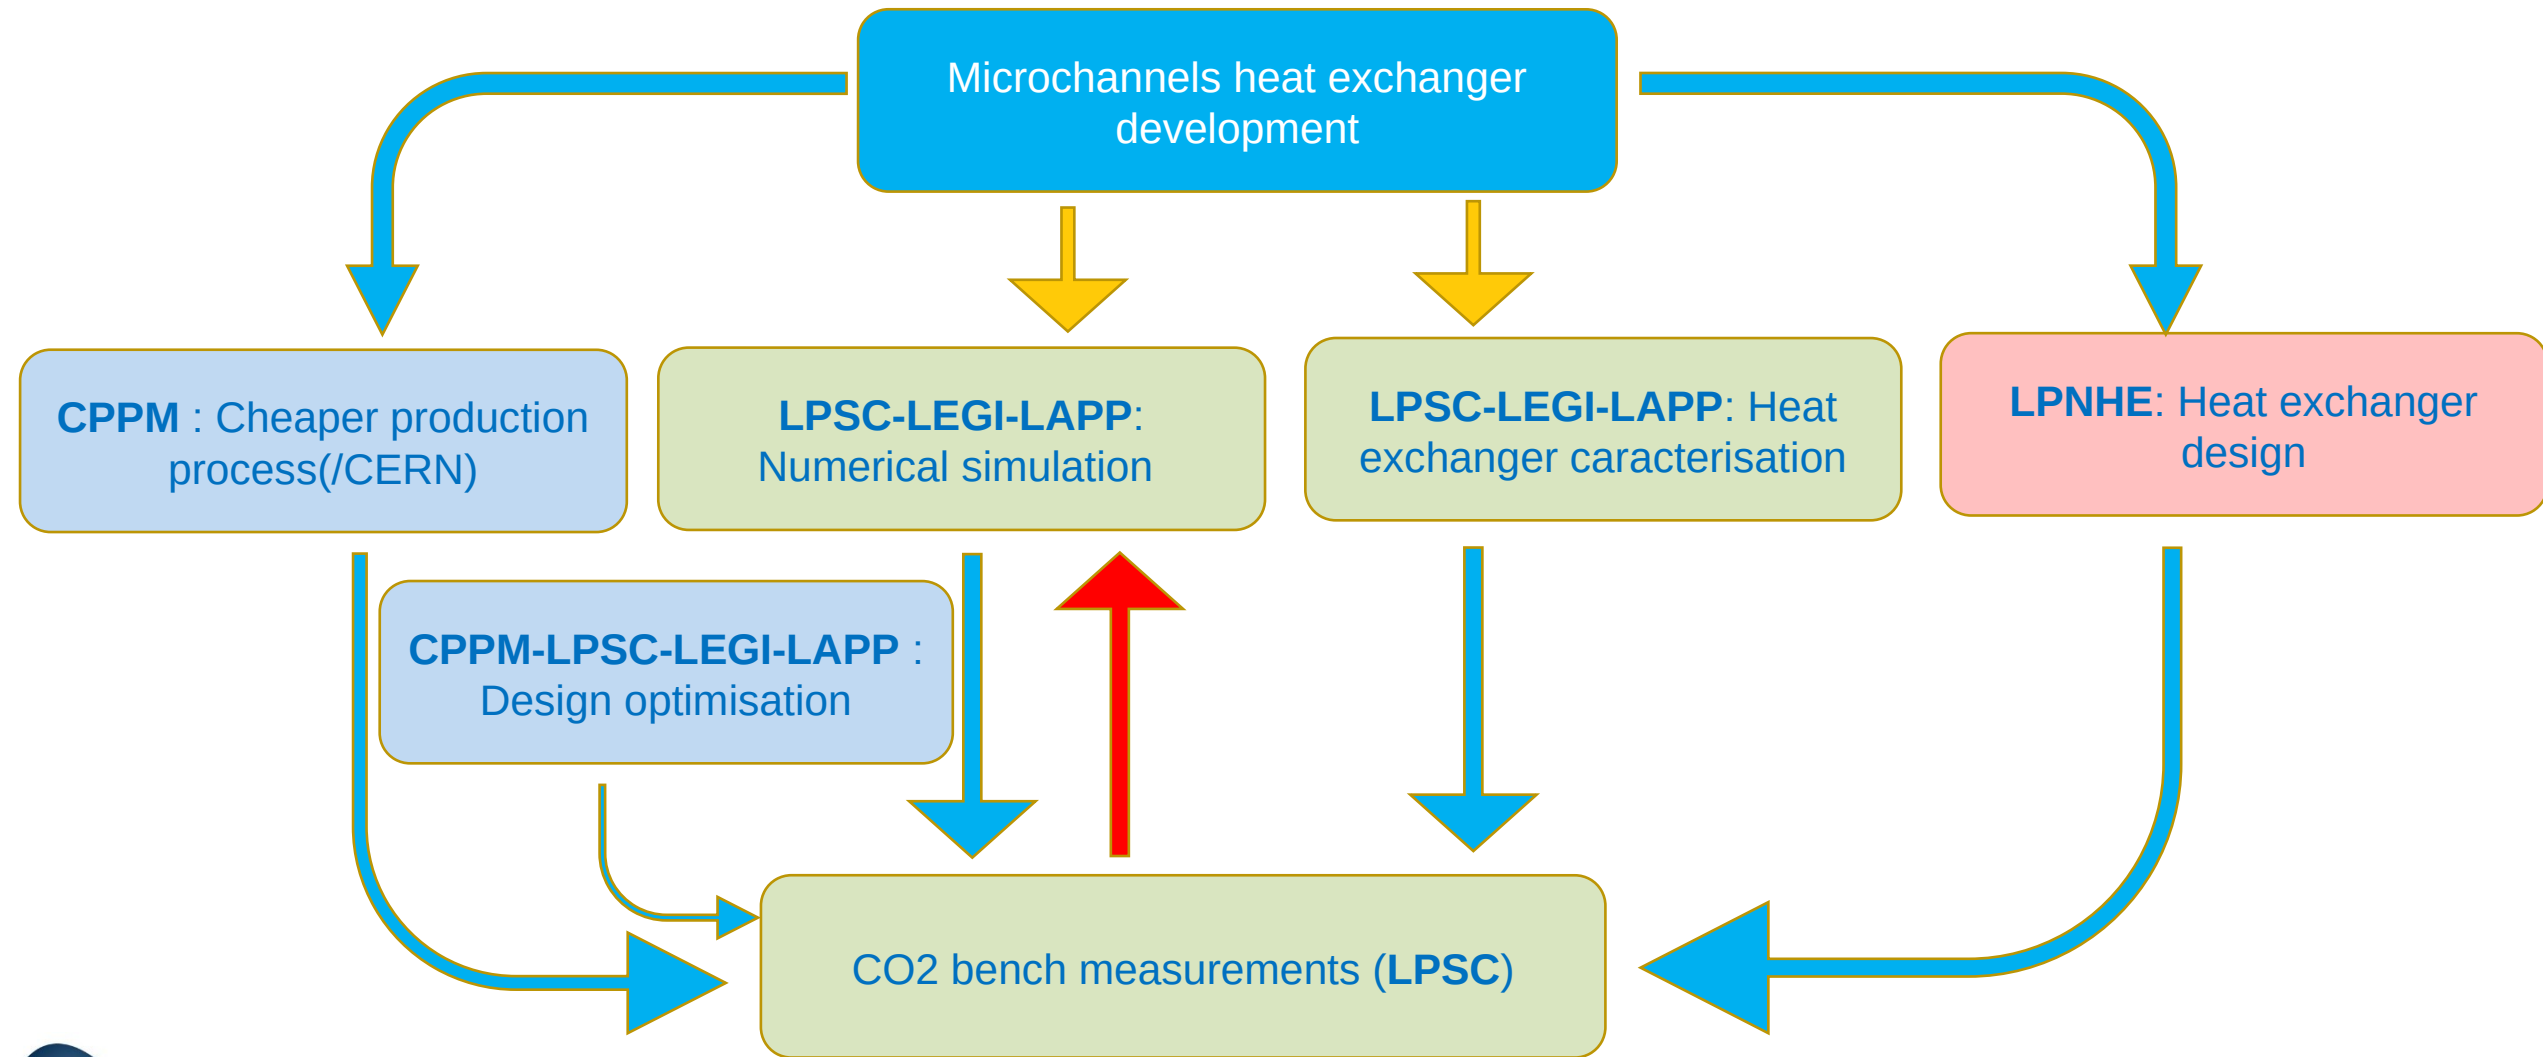 Microchannels heat exchanger
development
CPPM : Cheaper production
process(/CERN)
LPSC-LEGI-LAPP:
Numerical simulation
LPSC-LEGI-LAPP: Heat
exchanger caracterisation
LPNHE: Heat exchanger
design
CPPM-LPSC-LEGI-LAPP :
Design optimisation
CO2 bench measurements (LPSC)